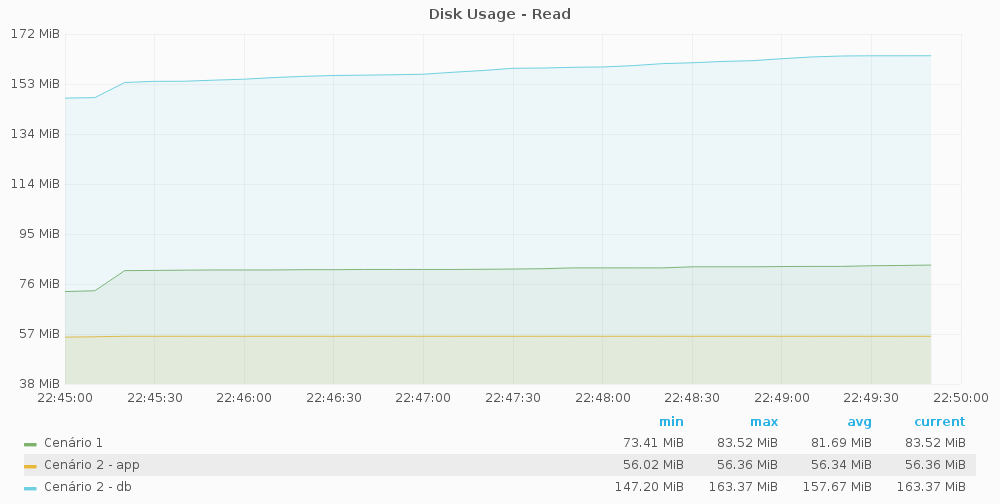 Disk Usage - Read
172 MiB
153 MiB
134 MiB
114 MiB
95 MiB
76 MiB
57 MiB
38 MiB
22:45:00 22:45:30 22:46:00 22:46:30 22:47:00 22:47:30 22:48:00 22:48:30 22:49:00 22:49:30 22:50:00
min max avg current
Cenário 1 73.41 MiB 83.52 MiB 81.69 MiB 83.52 MiB
Cenário 2 - app 56.02 MiB 56.36 MiB 56.34 MiB 56.36 MiB
Cenário 2 - db 147.20 MiB 163.37 MiB 157.67 MiB 163.37 MiB